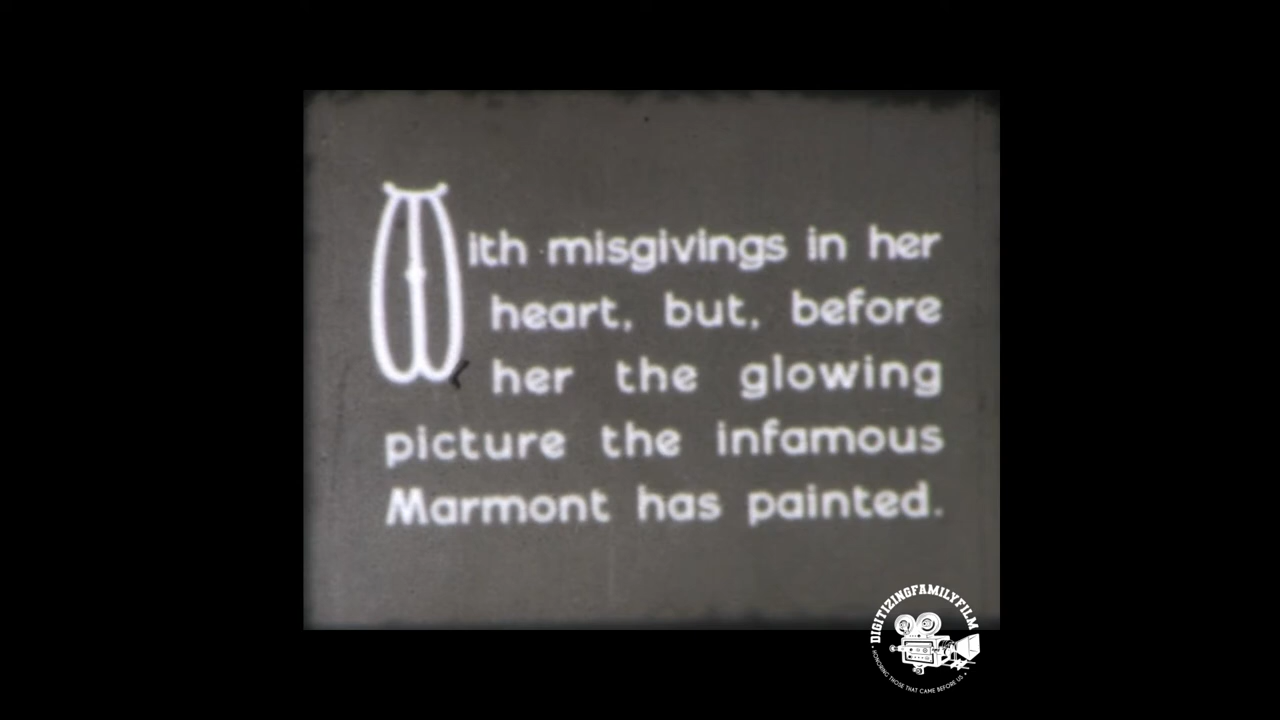 With misgivings in her
heart, but, before
her the glowing
picture the infamous
Marmont has painted.
DIGITIZINGFAMILYFILM
• HONORING THOSE THAT CAME BEFORE US •